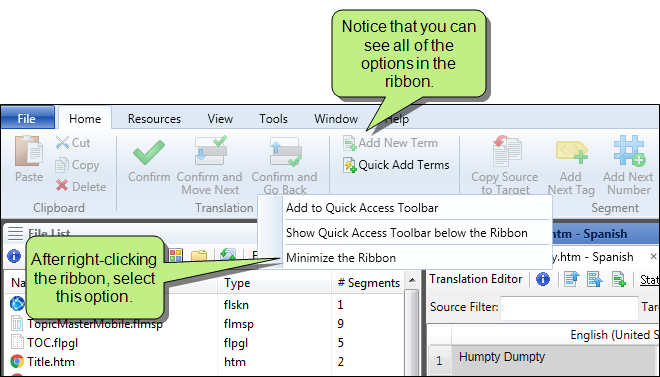 Notice that you can
see all of the
options in the
ribbon.
File Home Resources View Tools Window Help
Paste
Cut
Copy
Delete
Clipboard
Confirm
Confirm and
Move Next
Confirm and
Go Back
Translation
Add New Term
Quick Add Terms
Copy Source
to Target
Add
Next Tag
Add Next
Number
Segment
Add to Quick Access Toolbar
Show Quick Access Toolbar below the Ribbon
Minimize the Ribbon
After right-clicking
the ribbon, select
this option.
File List
Type # Segments
flskn 1
TopicMasterMobile.flmsp flmsp 9
TOC.flpgl flpgl 5
Title.htm htm 2
.htm - Spanish
y.htm - Spanish ×
Translation Editor
Source Filter:
English (United S
1 Humpty Dumpty